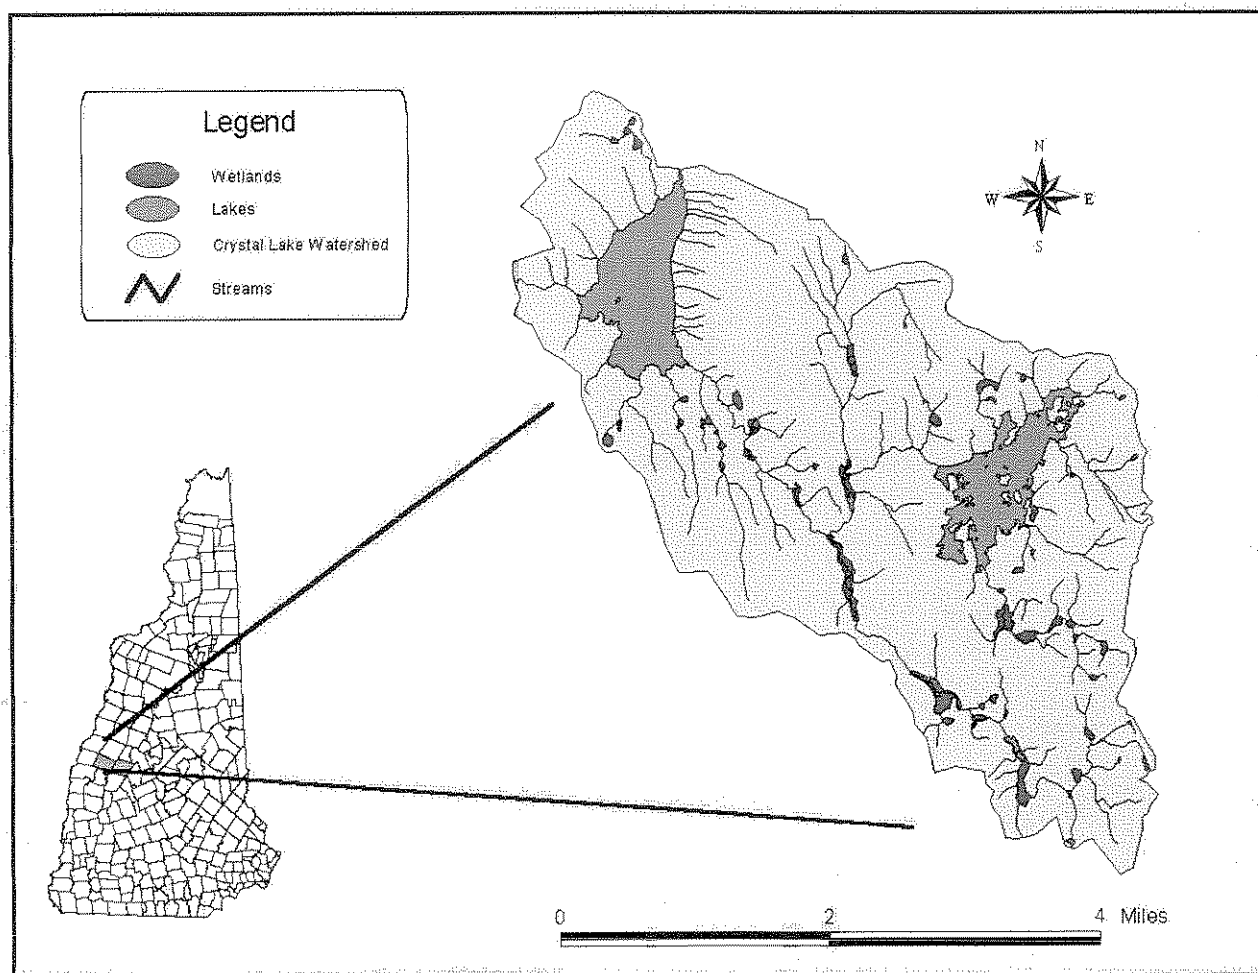 Legend
Wetlands
Lakes
Crystal Lake Watershed
Streams
N
W E
S
0 2 4 Miles